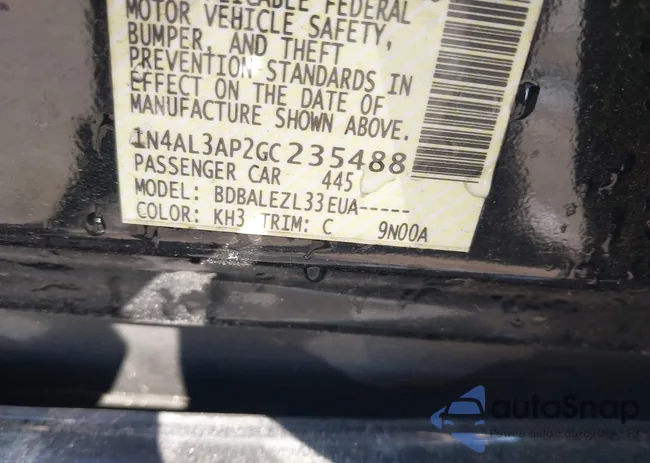 FEDERAL
MOTOR VEHICLE SAFETY,
BUMPER, AND THEFT
PREVENTION STANDARDS IN
EFFECT ON THE DATE OF
MANUFACTURE SHOWN ABOVE.
1N4AL3AP2GC235488
PASSENGER CAR 445
MODEL: BDBALEZL33EUA-----
COLOR: KH3 TRIM: C 9N00A
autoSnap